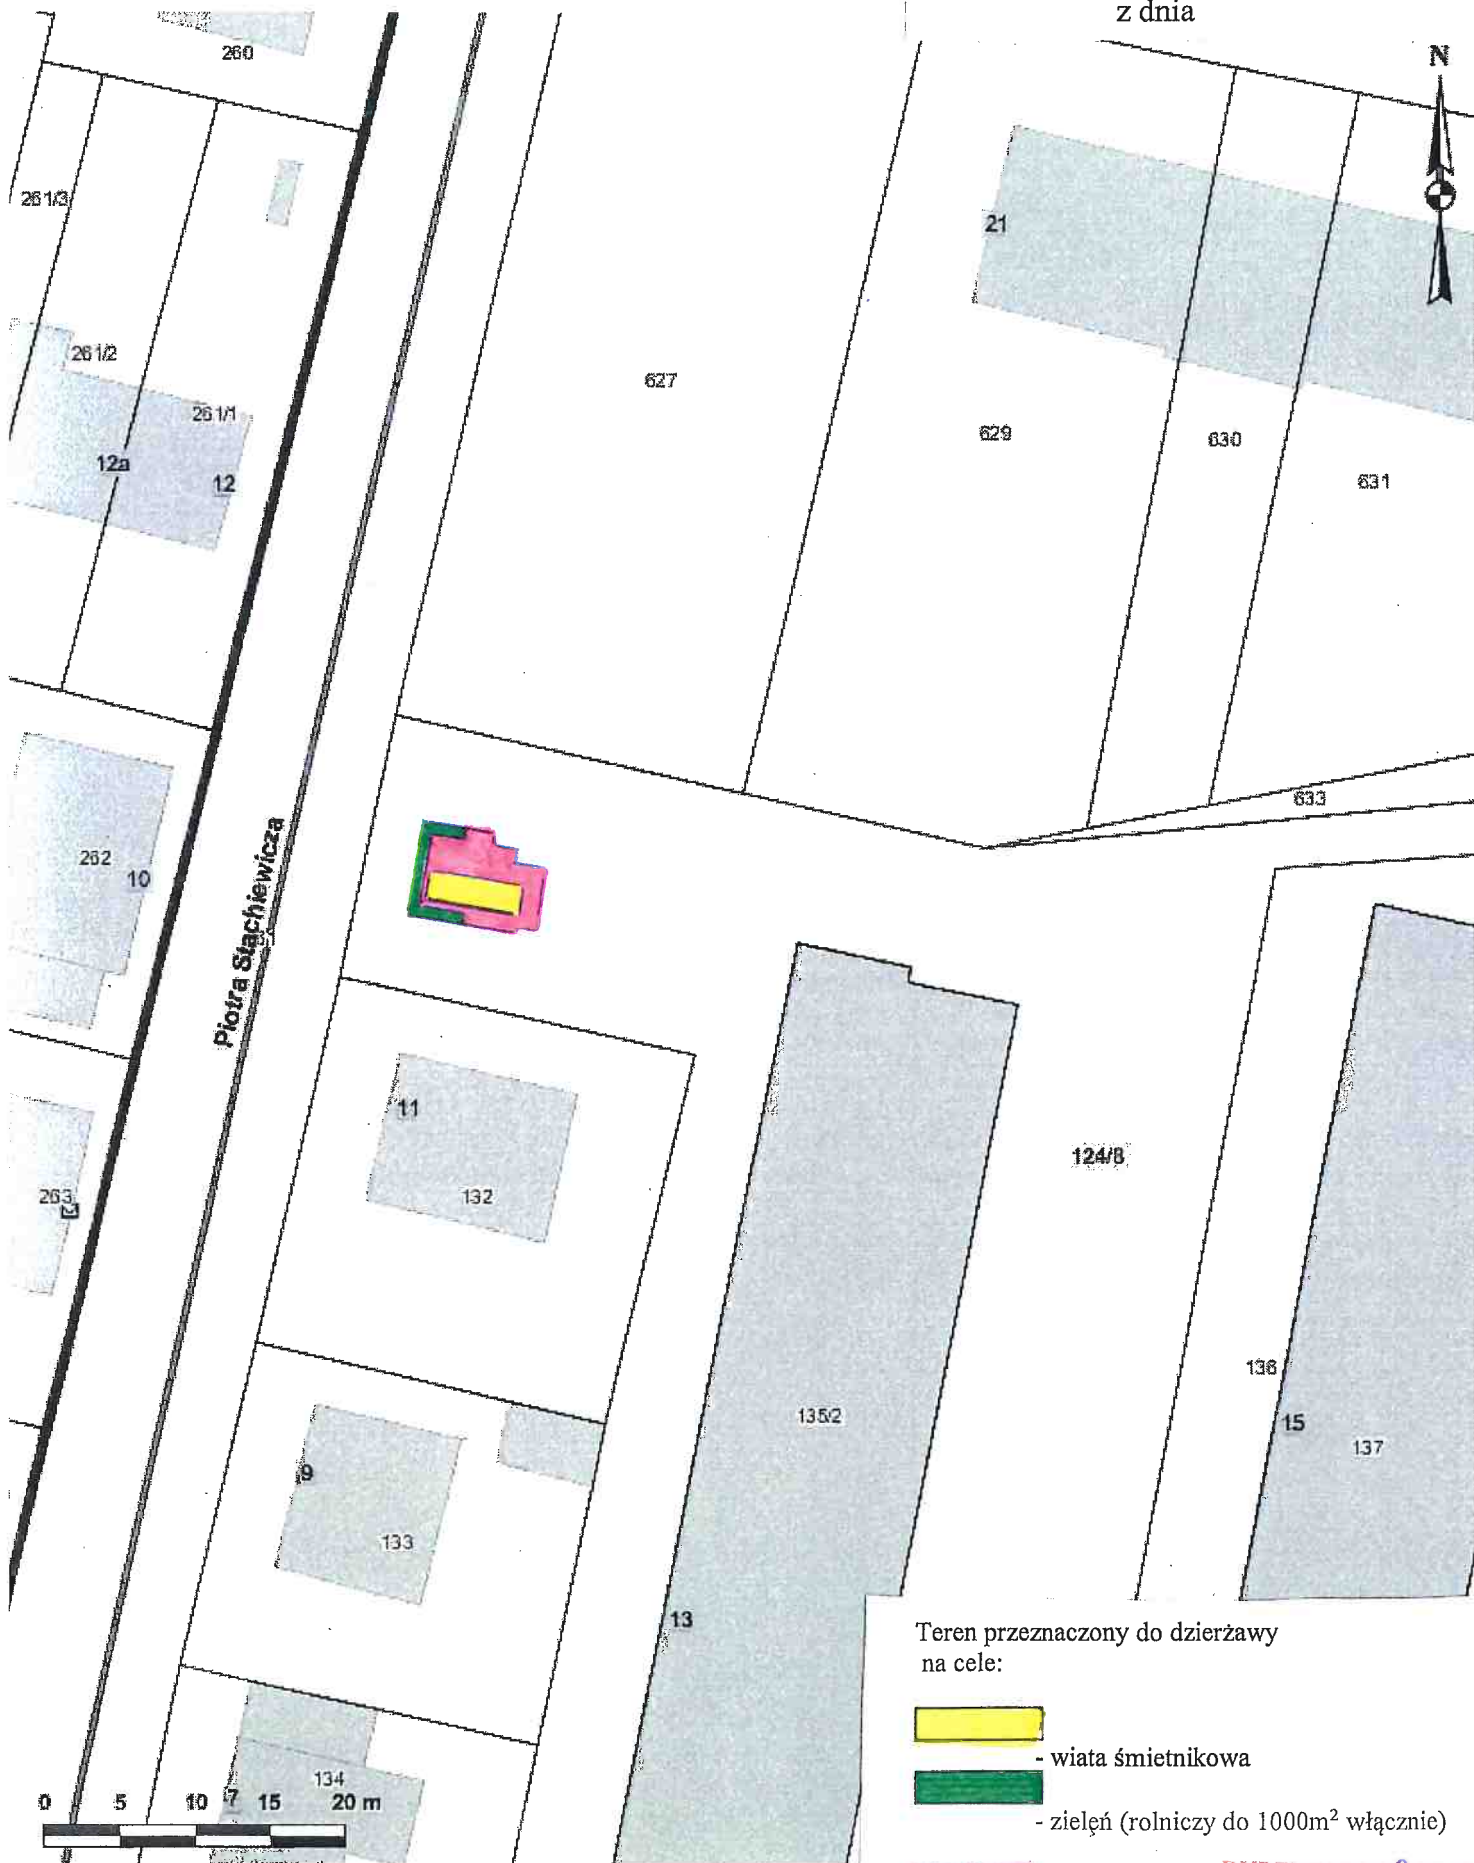 z dnia
N
260
261/3
21
261/2
261/1
627
12a
12
629
630
631
633
262
10
Piotra Stachiewicza
11
124/8
263
132
136
135/2
15
137
9
133
13
Teren przeznaczony do dzierżawy
na cele:
- wiata śmietnikowa
134
7
0 5 10 15 20 m
- zieleń (rolniczy do 1000m² włącznie)